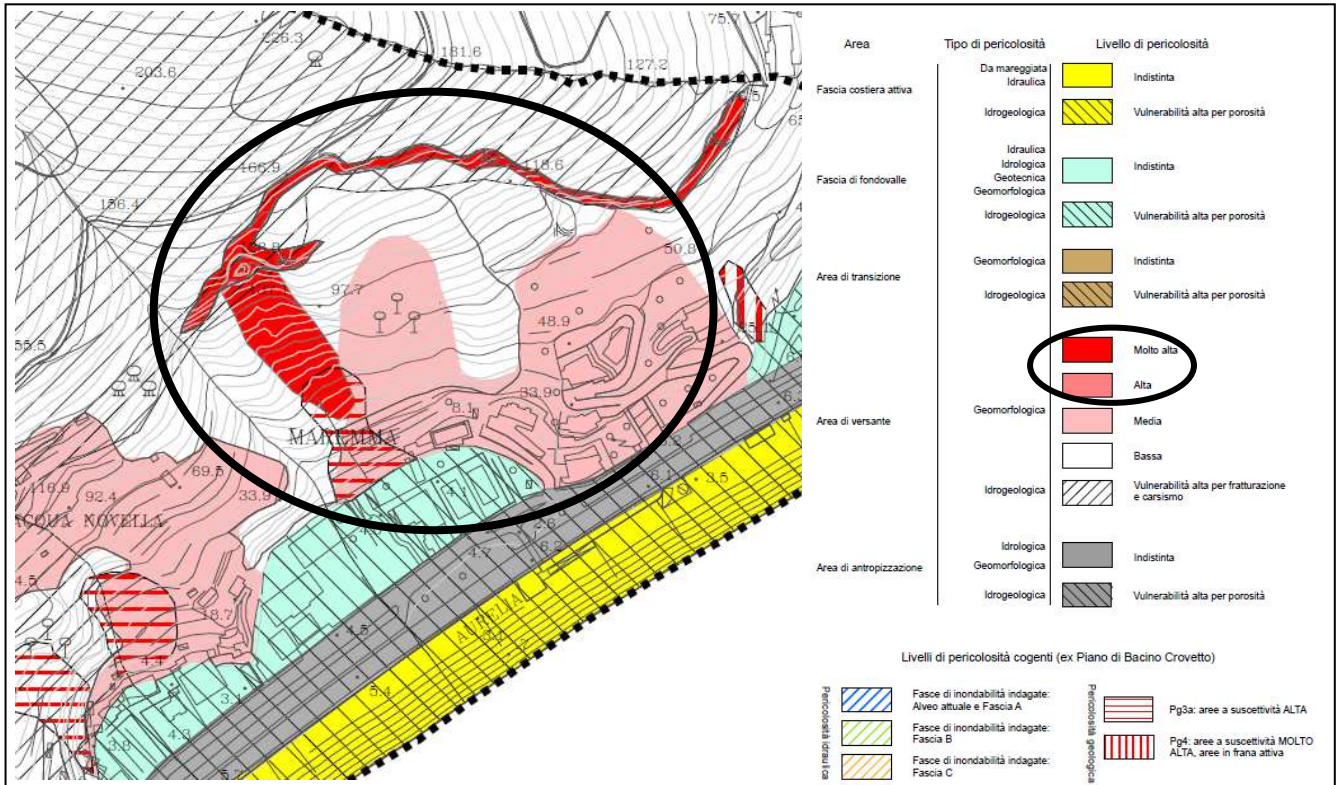 226.3
181.6
75.7
127.2
203.6
166.9
118.6
156.4
50.8
97.7
48.9
33.9
8.1
MAREMMA
69.5
116.9
92.4
33.9
ACQUA NOVELLA
4.1
6.1
3.5
2.6
6.2
4.7
AURELIA
18.7
4.4
4.5
5.4
3.1
4.3
3.8
Area
Tipo di pericolosità
Livello di pericolosità
Fascia costiera attiva
Da mareggiata
Idraulica
Indistinta
Idrogeologica
Vulnerabilità alta per porosità
Fascia di fondovalle
Idraulica
Idrologica
Geotecnica
Geomorfologica
Indistinta
Idrogeologica
Vulnerabilità alta per porosità
Area di transizione
Geomorfologica
Indistinta
Idrogeologica
Vulnerabilità alta per porosità
Area di versante
Geomorfologica
Molto alta
Alta
Media
Bassa
Idrogeologica
Vulnerabilità alta per fratturazione
e carsismo
Area di antropizzazione
Idrologica
Geomorfologica
Indistinta
Idrogeologica
Vulnerabilità alta per porosità
Livelli di pericolosità cogenti (ex Piano di Bacino Crovetto)
Pericolosità idraulica
Fasce di inondabilità indagate:
Alveo attuale e Fascia A
Fasce di inondabilità indagate:
Fascia B
Fasce di inondabilità indagate:
Fascia C
Pericolosità geologica
Pg3a: aree a suscettività ALTA
Pg4: aree a suscettività MOLTO
ALTA, aree in frana attiva